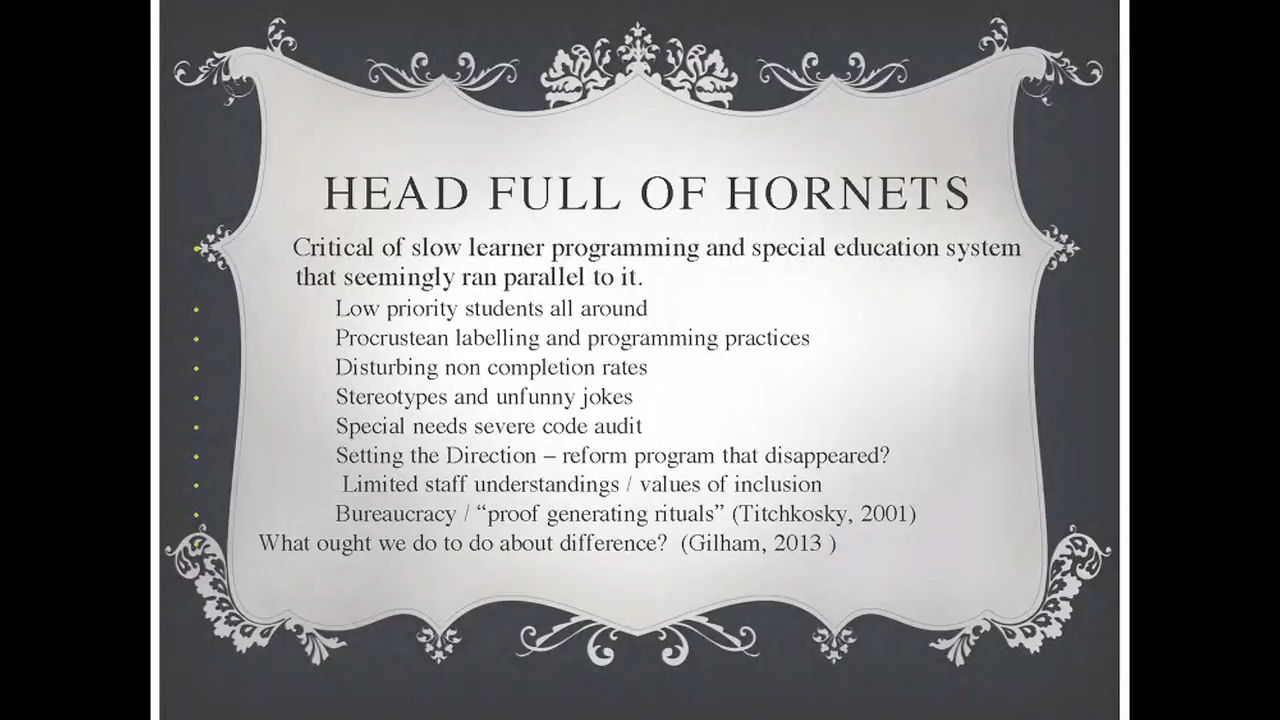 HEAD FULL OF HORNETS
Critical of slow learner programming and special education system
that seemingly ran parallel to it.
Low priority students all around
Procrustean labelling and programming practices
Disturbing non completion rates
Stereotypes and unfunny jokes
Special needs severe code audit
Setting the Direction – reform program that disappeared?
Limited staff understandings / values of inclusion
Bureaucracy / “proof generating rituals” (Titchkosky, 2001)
What ought we do to do about difference? (Gilham, 2013 )